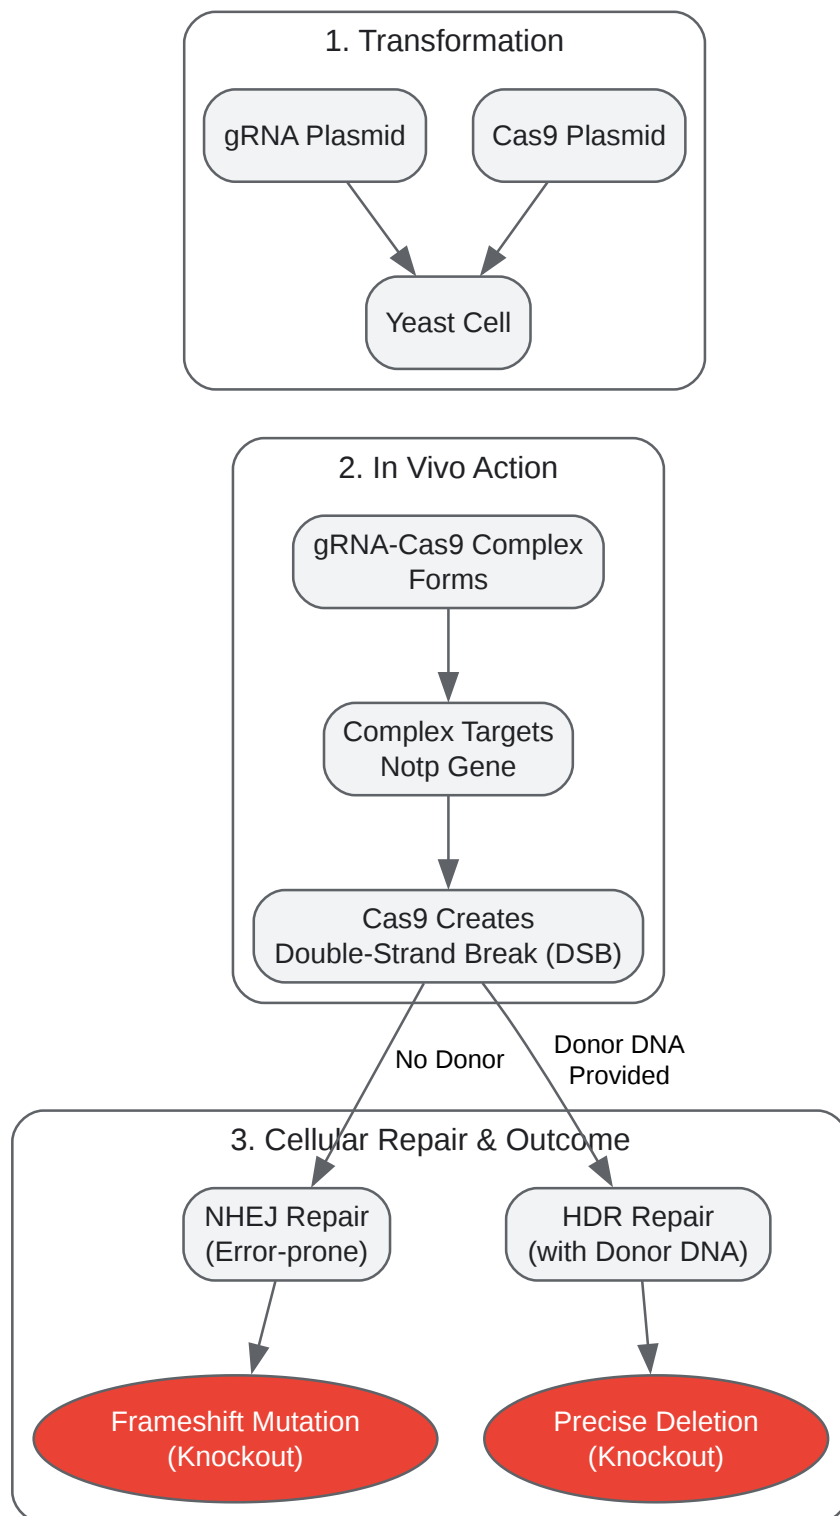 1. Transformation
gRNA Plasmid
Cas9 Plasmid
Yeast Cell
2. In Vivo Action
gRNA-Cas9 Complex
Forms
Complex Targets
Notp Gene
Cas9 Creates
Double-Strand Break (DSB)
No Donor
Donor DNA
Provided
3. Cellular Repair & Outcome
NHEJ Repair
(Error-prone)
HDR Repair
(with Donor DNA)
Frameshift Mutation
(Knockout)
Precise Deletion
(Knockout)